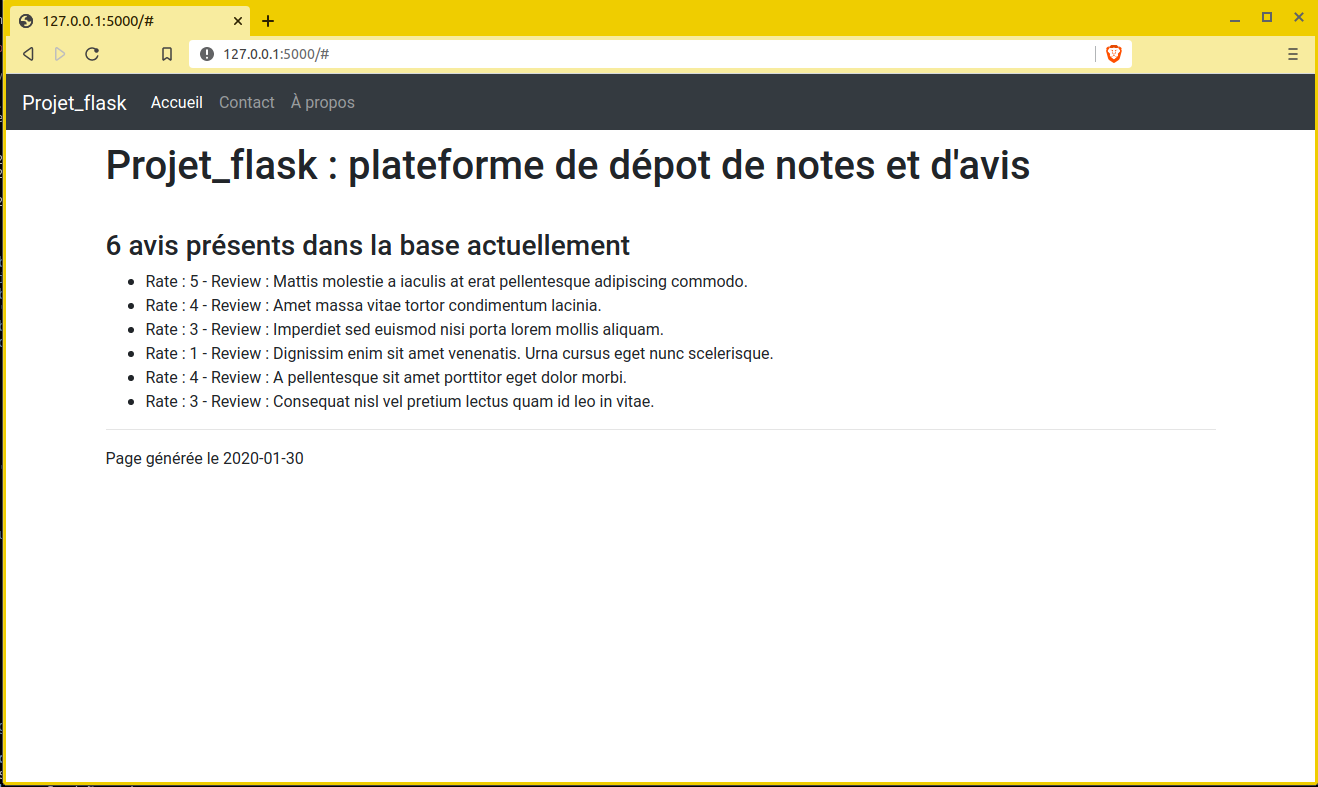 127.0.0.1:5000/#
127.0.0.1:5000/#
Projet_flask Accueil Contact À propos
Projet_flask : plateforme de dépot de notes et d'avis
6 avis présents dans la base actuellement
Rate : 5 - Review : Mattis molestie a iaculis at erat pellentesque adipiscing commodo.
Rate : 4 - Review : Amet massa vitae tortor condimentum lacinia.
Rate : 3 - Review : Imperdiet sed euismod nisi porta lorem mollis aliquam.
Rate : 1 - Review : Dignissim enim sit amet venenatis. Urna cursus eget nunc scelerisque.
Rate : 4 - Review : A pellentesque sit amet porttitor eget dolor morbi.
Rate : 3 - Review : Consequat nisl vel pretium lectus quam id leo in vitae.
Page générée le 2020-01-30